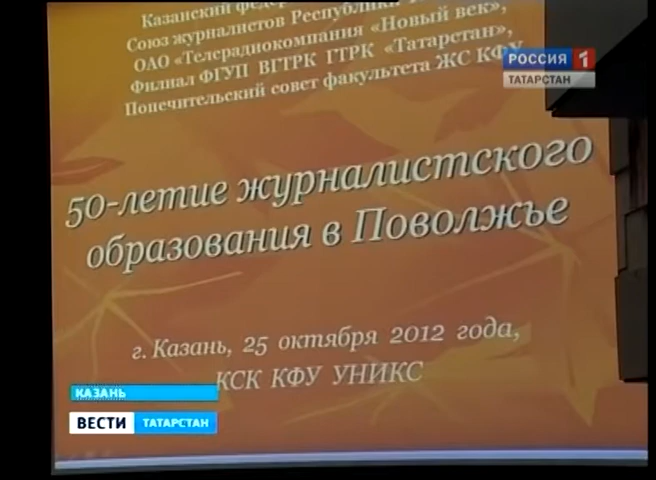 Казанский
Союз журналистов Республики
ОАО «Телерадиокомпания «Новый век»,
Филиал ФГУП ВГТРК ГТРК «Татарстан»,
Попечительский совет факультета ЖС КФУ
РОССИЯ 1
ТАТАРСТАН
50-летие журналистского
образования в Поволжье
г. Казань, 25 октября 2012 года,
КСК КФУ УНИКС
КАЗАНЬ
ВЕСТИ ТАТАРСТАН